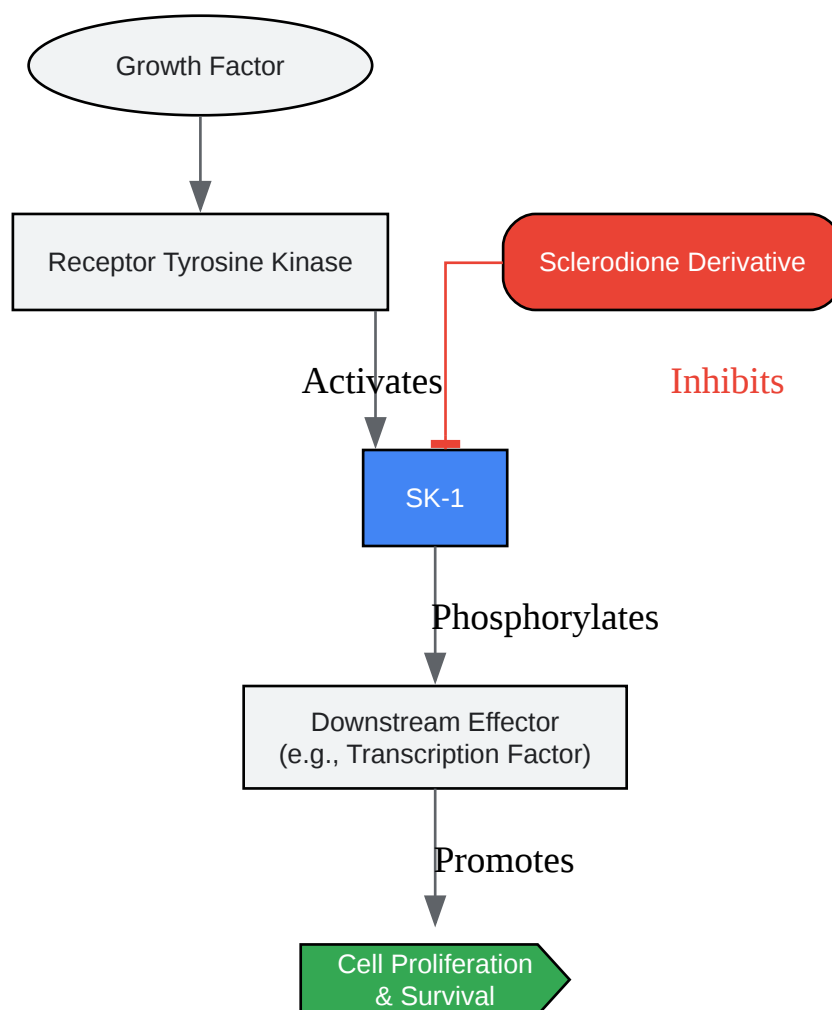 Growth Factor
Receptor Tyrosine Kinase
Sclerodione Derivative
Activates
Inhibits
SK-1
Phosphorylates
Downstream Effector
(e.g., Transcription Factor)
Promotes
Cell Proliferation
& Survival